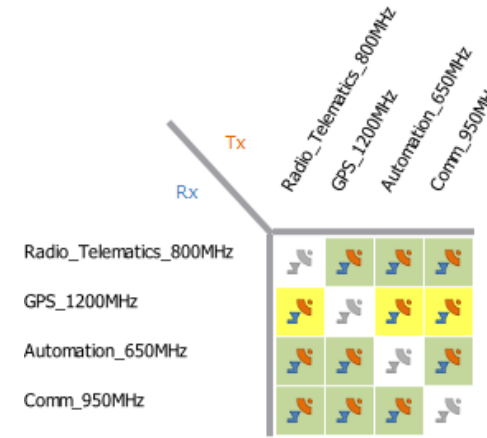 Radio_Telematics_800MHz
GPS_1200MHz
Automation_650MHz
Comm_950MHz
Tx
Rx
Radio_Telematics_800MHz
GPS_1200MHz
Automation_650MHz
Comm_950MHz